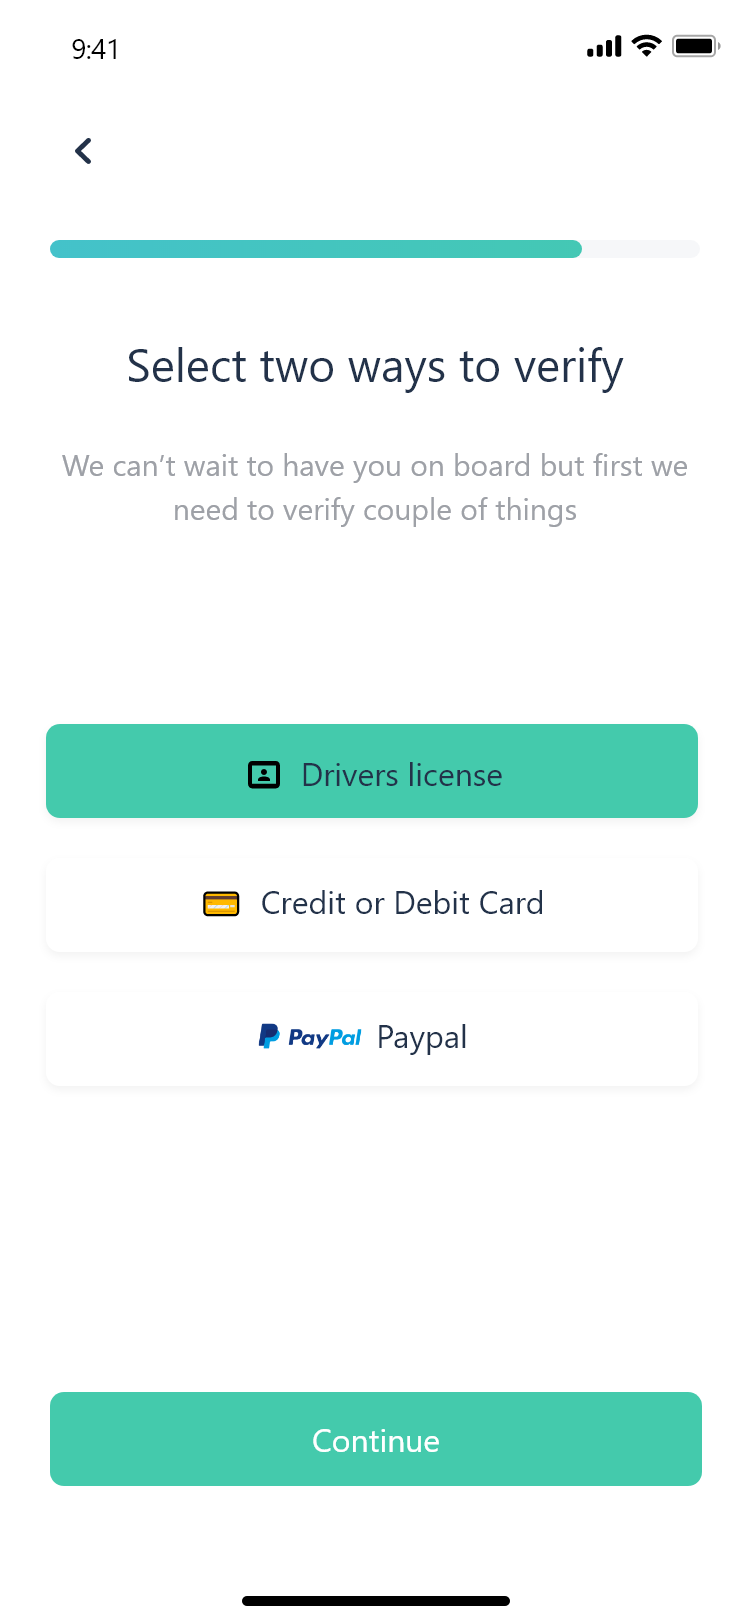 9:41
Select two ways to verify
We can’t wait to have you on board but first we
need to verify couple of things
Drivers license
Credit or Debit Card
PayPal Paypal
Continue